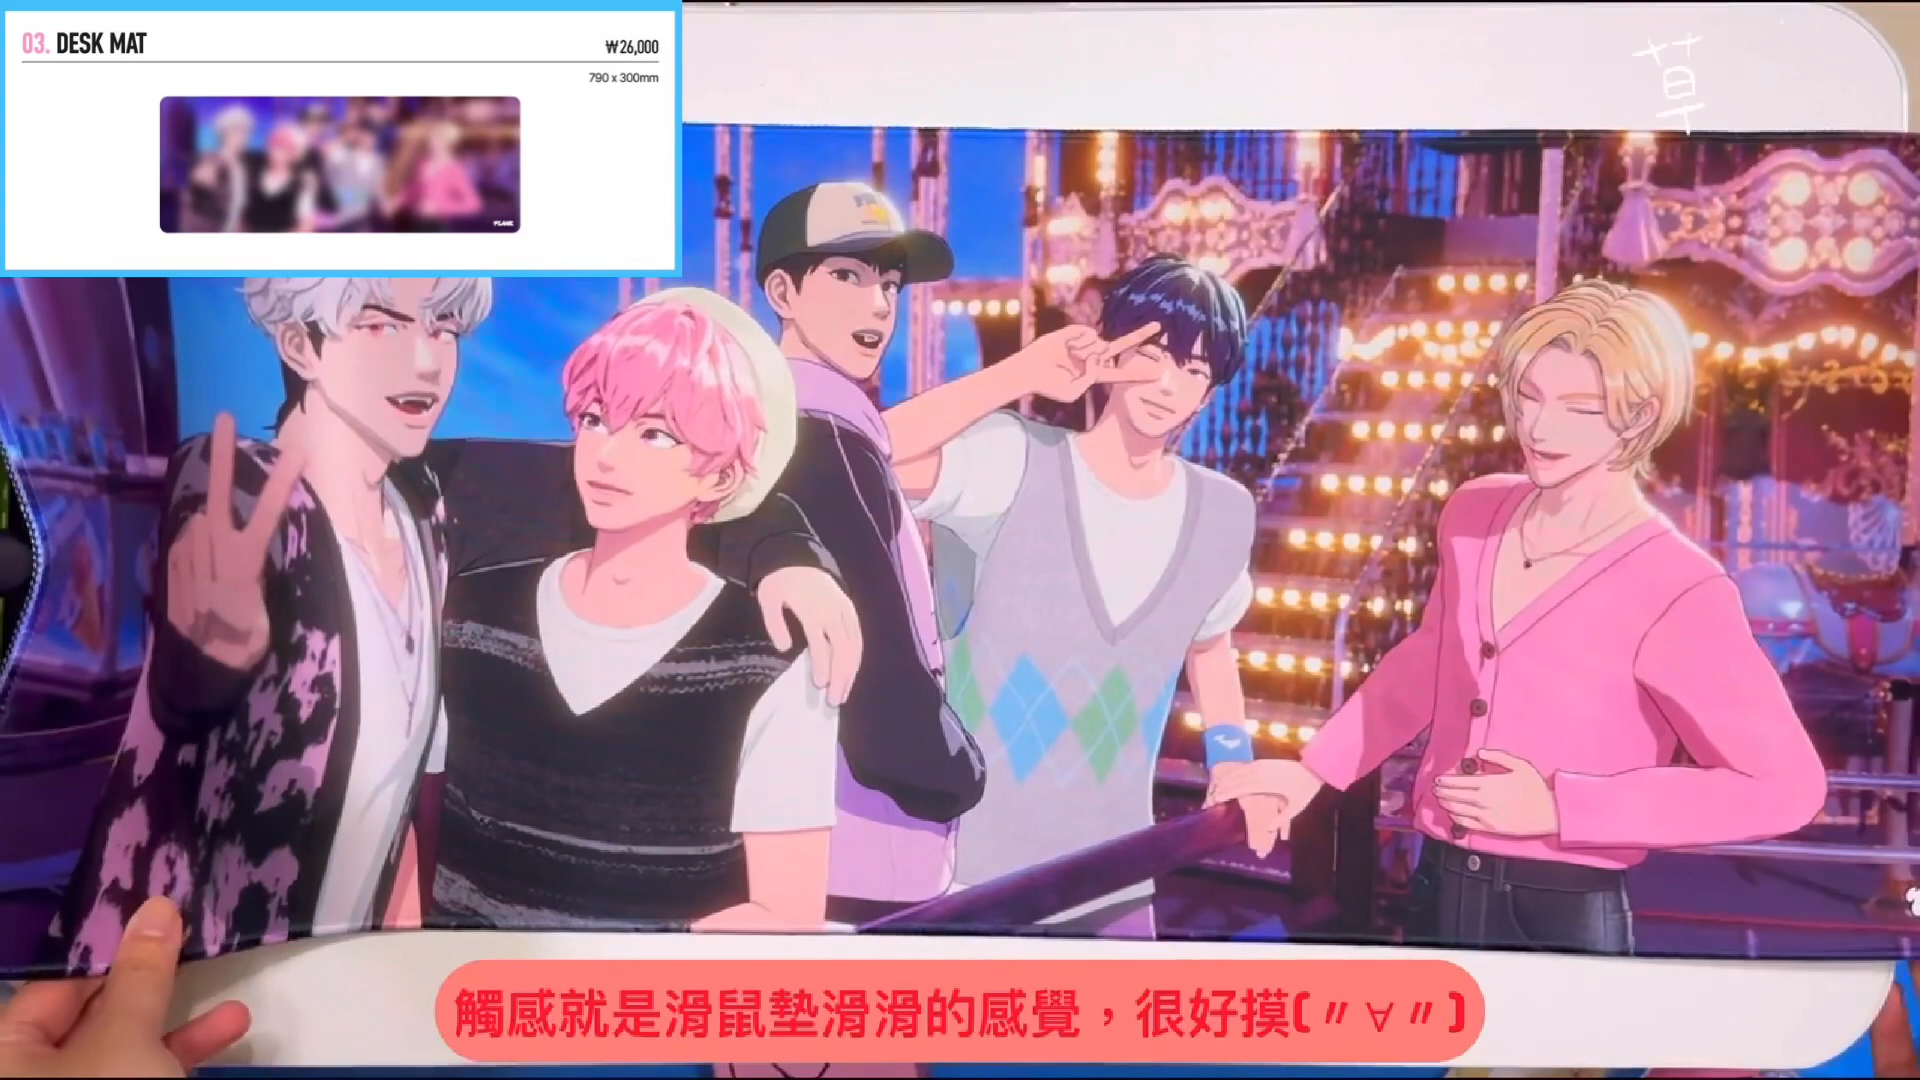 03. DESK MAT
₩26,000
790 x 300mm
PLAVE
草
觸感就是滑鼠墊滑滑的感覺，很好摸(〃∀〃)